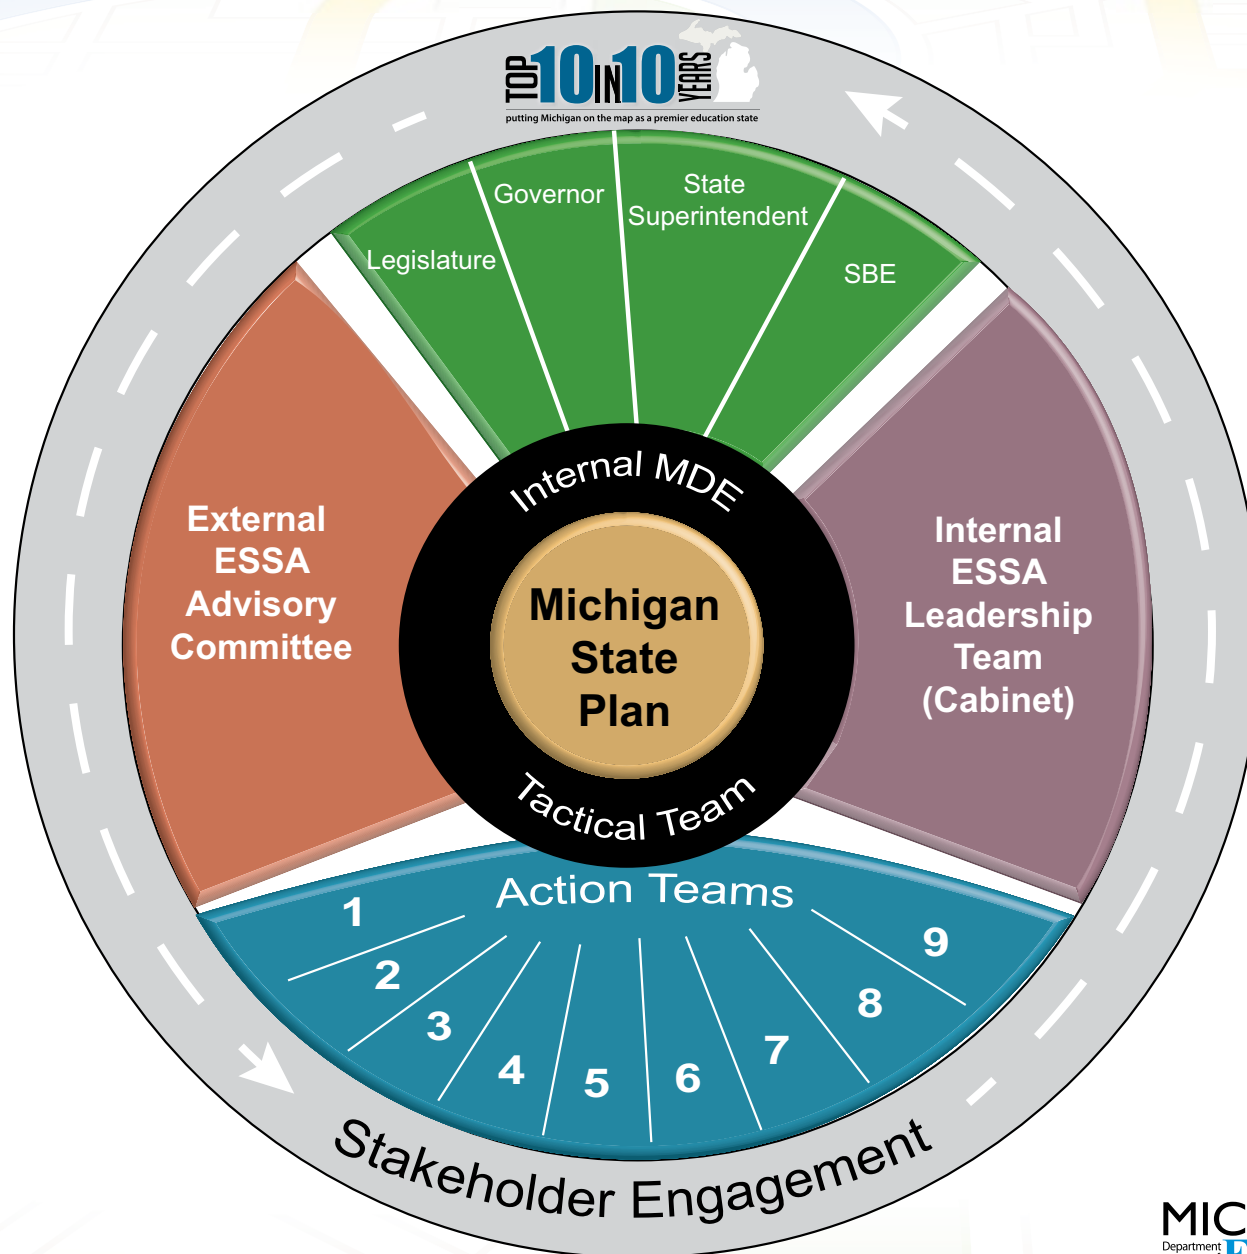 TOP 10 IN 10 YEARS
putting Michigan on the map as a premier education state
Legislature
Governor
State
Superintendent
SBE
External
ESSA
Advisory
Committee
Internal MDE
Michigan
State
Plan
Tactical Team
Internal
ESSA
Leadership
Team
(Cabinet)
Action Teams
1
2
3
4
5
6
7
8
9
Stakeholder Engagement
MIC
Department